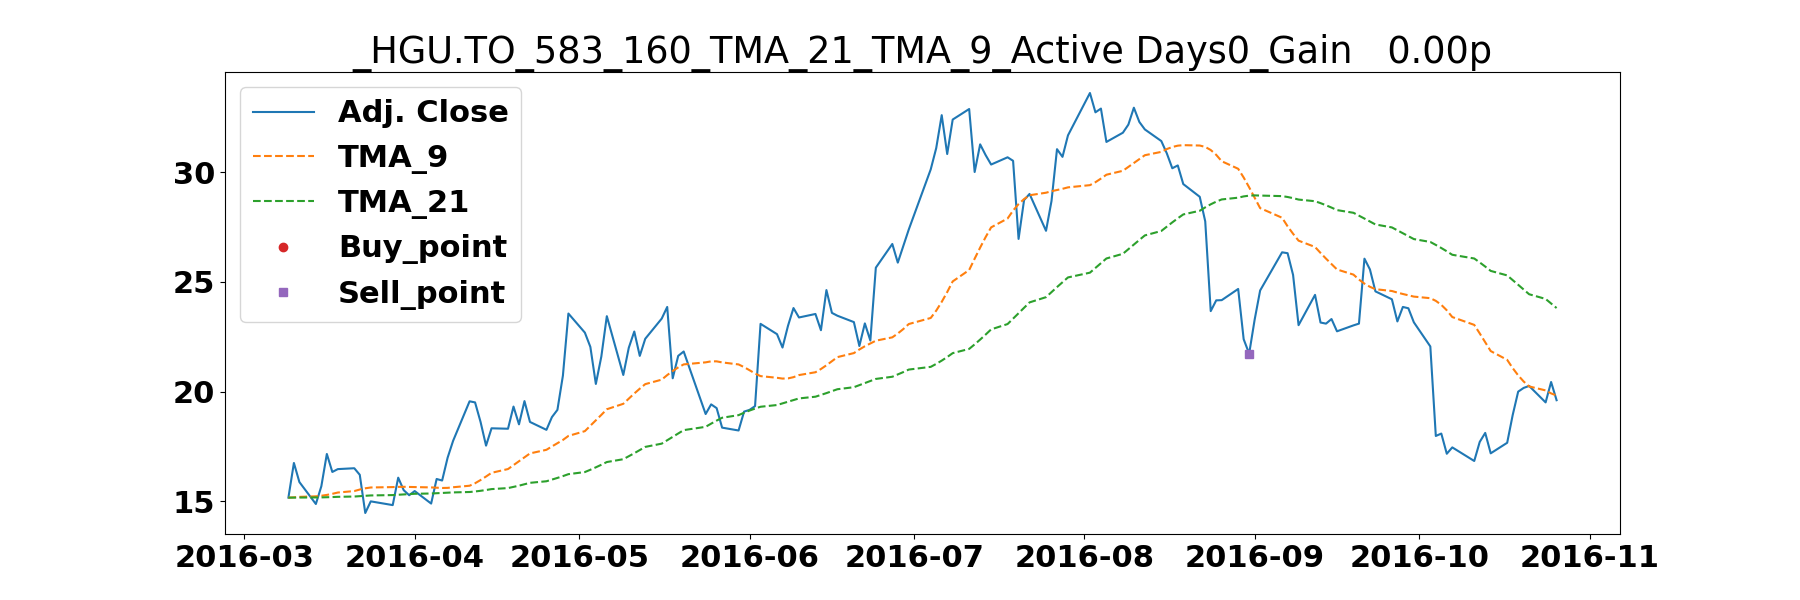 _HGU.TO_583_160_TMA_21_TMA_9_Active Days0_Gain   0.00p
Adj. Close
TMA_9
TMA_21
Buy_point
Sell_point
30
25
20
15
2016-03 2016-04 2016-05 2016-06 2016-07 2016-08 2016-09 2016-10 2016-11